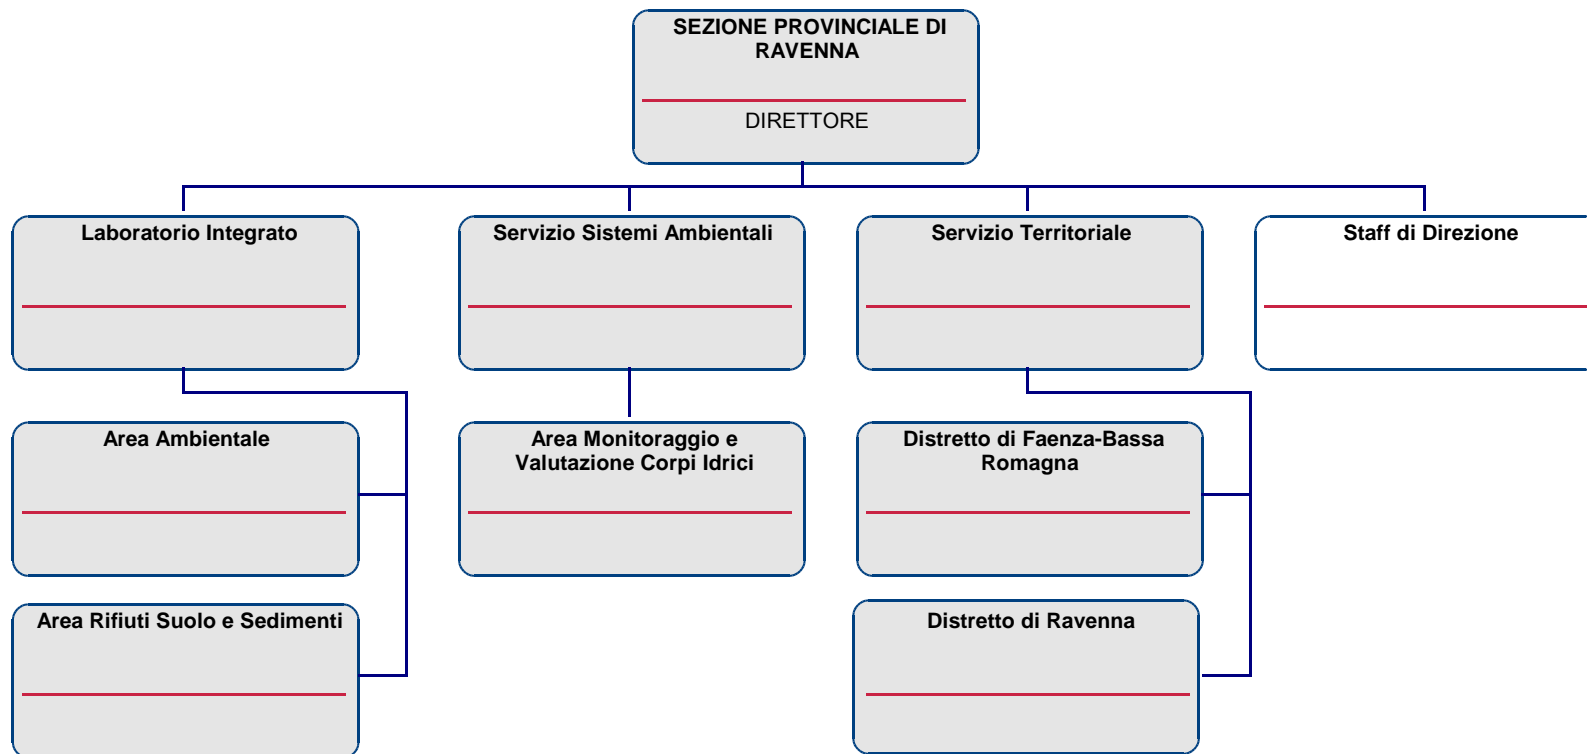 SEZIONE PROVINCIALE DI
RAVENNA
DIRETTORE
Laboratorio Integrato
Servizio Sistemi Ambientali
Servizio Territoriale
Staff di Direzione
Area Ambientale
Area Monitoraggio e
Valutazione Corpi Idrici
Distretto di Faenza-Bassa
Romagna
Area Rifiuti Suolo e Sedimenti
Distretto di Ravenna